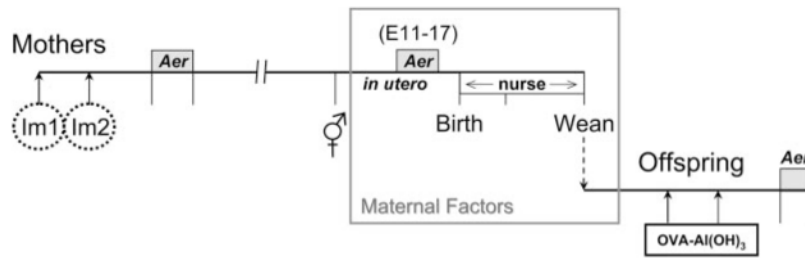 (E11-17)
Mothers
Aer
Aer
in utero
nurse
Im1
Im2
⚥
Birth
Wean
Offspring
Aer
Maternal Factors
OVA-Al(OH)₃